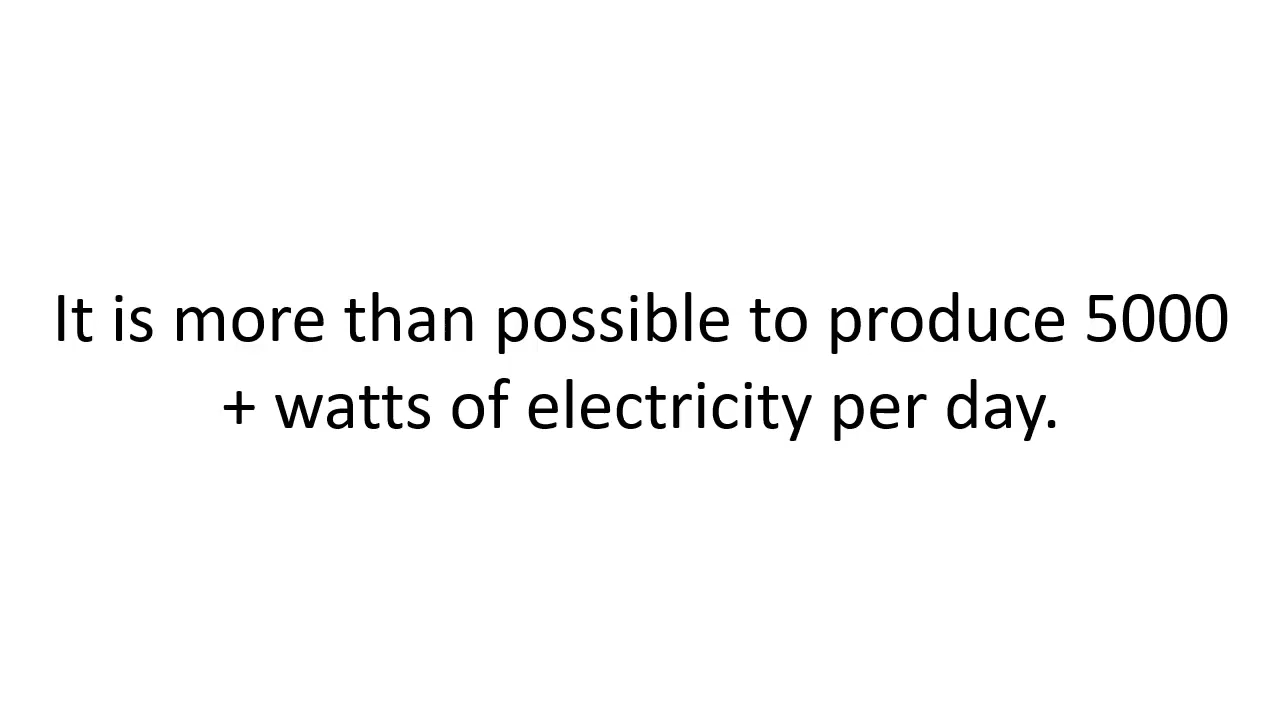 It is more than possible to produce 5000
+ watts of electricity per day.